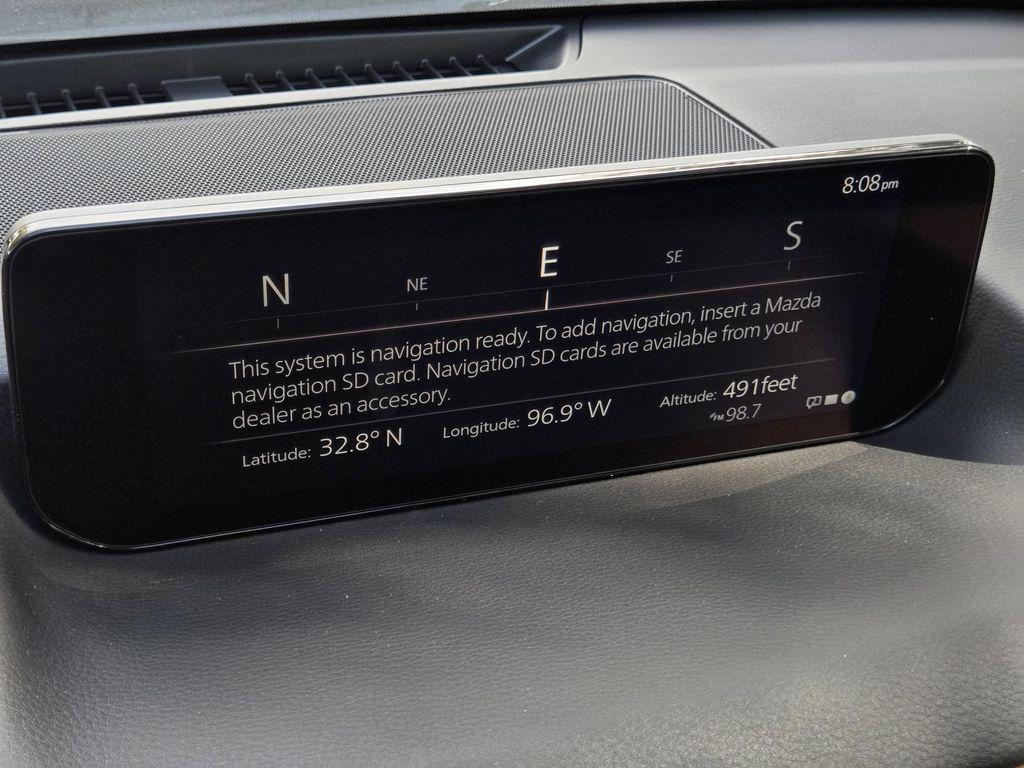 8:08pm
N NE E SE S
This system is navigation ready. To add navigation, insert a Mazda
navigation SD card. Navigation SD cards are available from your
dealer as an accessory.
Latitude: 32.8° N Longitude: 96.9° W Altitude: 491feet
FM 98.7